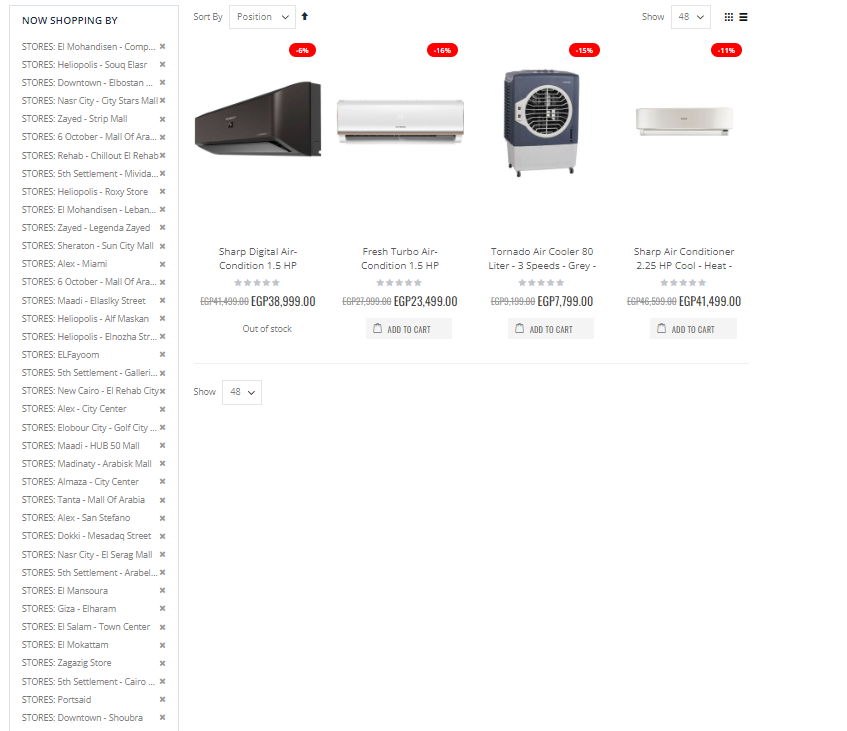 NOW SHOPPING BY
STORES: El Mohandisen - Comp...
STORES: Heliopolis - Souq Elasr
STORES: Downtown - Elbostan ...
STORES: Nasr City - City Stars Mall
STORES: Zayed - Strip Mall
STORES: 6 October - Mall Of Ara...
STORES: Rehab - Chillout El Rehab
STORES: 5th Settlement - Mivida...
STORES: Heliopolis - Roxy Store
STORES: El Mohandisen - Leban...
STORES: Zayed - Legenda Zayed
STORES: Sheraton - Sun City Mall
STORES: Alex - Miami
STORES: 6 October - Mall Of Ara...
STORES: Maadi - Ellaslky Street
STORES: Heliopolis - Alf Maskan
STORES: Heliopolis - Elnozha Str...
STORES: ELFayoom
STORES: 5th Settlement - Galleri...
STORES: New Cairo - El Rehab City
STORES: Alex - City Center
STORES: Elobour City - Golf City ...
STORES: Maadi - HUB 50 Mall
STORES: Madinaty - Arabisk Mall
STORES: Almaza - City Center
STORES: Tanta - Mall Of Arabia
STORES: Alex - San Stefano
STORES: Dokki - Mesadaq Street
STORES: Nasr City - El Serag Mall
STORES: 5th Settlement - Arabel...
STORES: El Mansoura
STORES: Giza - Elharam
STORES: El Salam - Town Center
STORES: El Mokattam
STORES: Zagazig Store
STORES: 5th Settlement - Cairo ...
STORES: Portsaid
STORES: Downtown - Shoubra
Sort By Position
Show 48
-6%
-16%
-15%
-11%
Sharp Digital Air-
Condition 1.5 HP
EGP41,499.00 EGP38,999.00
Out of stock
Fresh Turbo Air-
Condition 1.5 HP
EGP27,999.00 EGP23,499.00
ADD TO CART
Tornado Air Cooler 80
Liter - 3 Speeds - Grey -
EGP9,199.00 EGP7,799.00
ADD TO CART
Sharp Air Conditioner
2.25 HP Cool - Heat -
EGP46,599.00 EGP41,499.00
ADD TO CART
Show 48